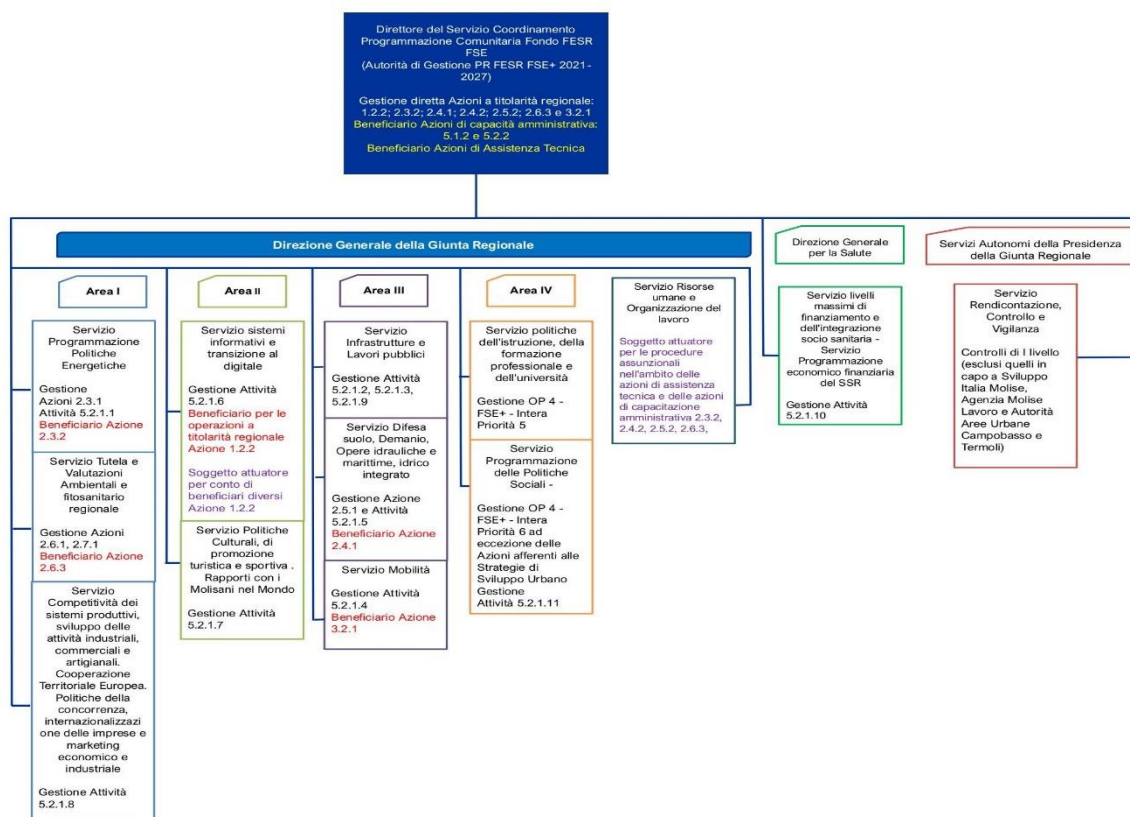 Direttore del Servizio Coordinamento
Programmazione Comunitaria Fondo FESR
FSE
(Autorità di Gestione PR FESR FSE+ 2021-
2027)
Gestione diretta Azioni a titolarità regionale:
1.2.2; 2.3.2; 2.4.1; 2.4.2; 2.5.2; 2.6.3 e 3.2.1
Beneficiario Azioni di capacità amministrativa:
5.1.2 e 5.2.2
Beneficiario Azioni di Assistenza Tecnica
Direzione Generale della Giunta Regionale
Area I
Servizio
Programmazione
Politiche
Energetiche
Gestione
Azioni 2.3.1
Attività 5.2.1.1
Beneficiario Azione
2.3.2
Servizio Tutela e
Valutazioni
Ambientali e
fitosanitario
regionale
Gestione Azioni
2.6.1, 2.7.1
Beneficiario Azione
2.6.3
Servizio
Competitività dei
sistemi produttivi,
sviluppo delle
attività industriali,
commerciali e
artigianali.
Cooperazione
Territoriale Europea.
Politiche della
concorrenza,
internazionalizzazi
one delle imprese e
marketing
economico e
industriale
Gestione Attività
5.2.1.8
Area II
Servizio sistemi
informativi e
transizione al
digitale
Gestione Attività
5.2.1.6
Beneficiario per le
operazioni a
titolarità regionale
Azione 1.2.2
Soggetto attuatore
per conto di
beneficiari diversi
Azione 1.2.2
Servizio Politiche
Culturali, di
promozione
turistica e sportiva .
Rapporti con i
Molisani nel Mondo
Gestione Attività
5.2.1.7
Area III
Servizio
Infrastrutture e
Lavori pubblici
Gestione Attività
5.2.1.2, 5.2.1.3,
5.2.1.9
Servizio Difesa
suolo, Demanio,
Opere idrauliche e
marittime, idrico
integrato
Gestione Azione
2.5.1 e Attività
5.2.1.5
Beneficiario Azione
2.4.1
Servizio Mobilità
Gestione Attività
5.2.1.4
Beneficiario Azione
3.2.1
Area IV
Servizio politiche
dell'istruzione, della
formazione
professionale e
dell'università
Gestione OP 4 -
FSE+ - Intera
Priorità 5
Servizio
Programmazione
delle Politiche
Sociali -
Gestione OP 4 -
FSE+ - Intera
Priorità 6 ad
eccezione delle
Azioni afferenti alle
Strategie di
Sviluppo Urbano
Gestione
Attività 5.2.1.11
Servizio Risorse
umane e
Organizzazione del
lavoro
Soggetto attuatore
per le procedure
assunzionali
nell'ambito delle
azioni di assistenza
tecnica e delle azioni
di capacitazione
amministrativa 2.3.2,
2.4.2, 2.5.2, 2.6.3,
Direzione Generale
per la Salute
Servizio livelli
massimi di
finanziamento e
dell'integrazione
socio sanitaria -
Servizio
Programmazione
economico finanziaria
del SSR
Gestione Attività
5.2.1.10
Servizi Autonomi della Presidenza
della Giunta Regionale
Servizio
Rendicontazione,
Controllo e
Vigilanza
Controlli di I livello
(esclusi quelli in
capo a Sviluppo
Italia Molise,
Agenzia Molise
Lavoro e Autorità
Aree Urbane
Campobasso e
Termoli)